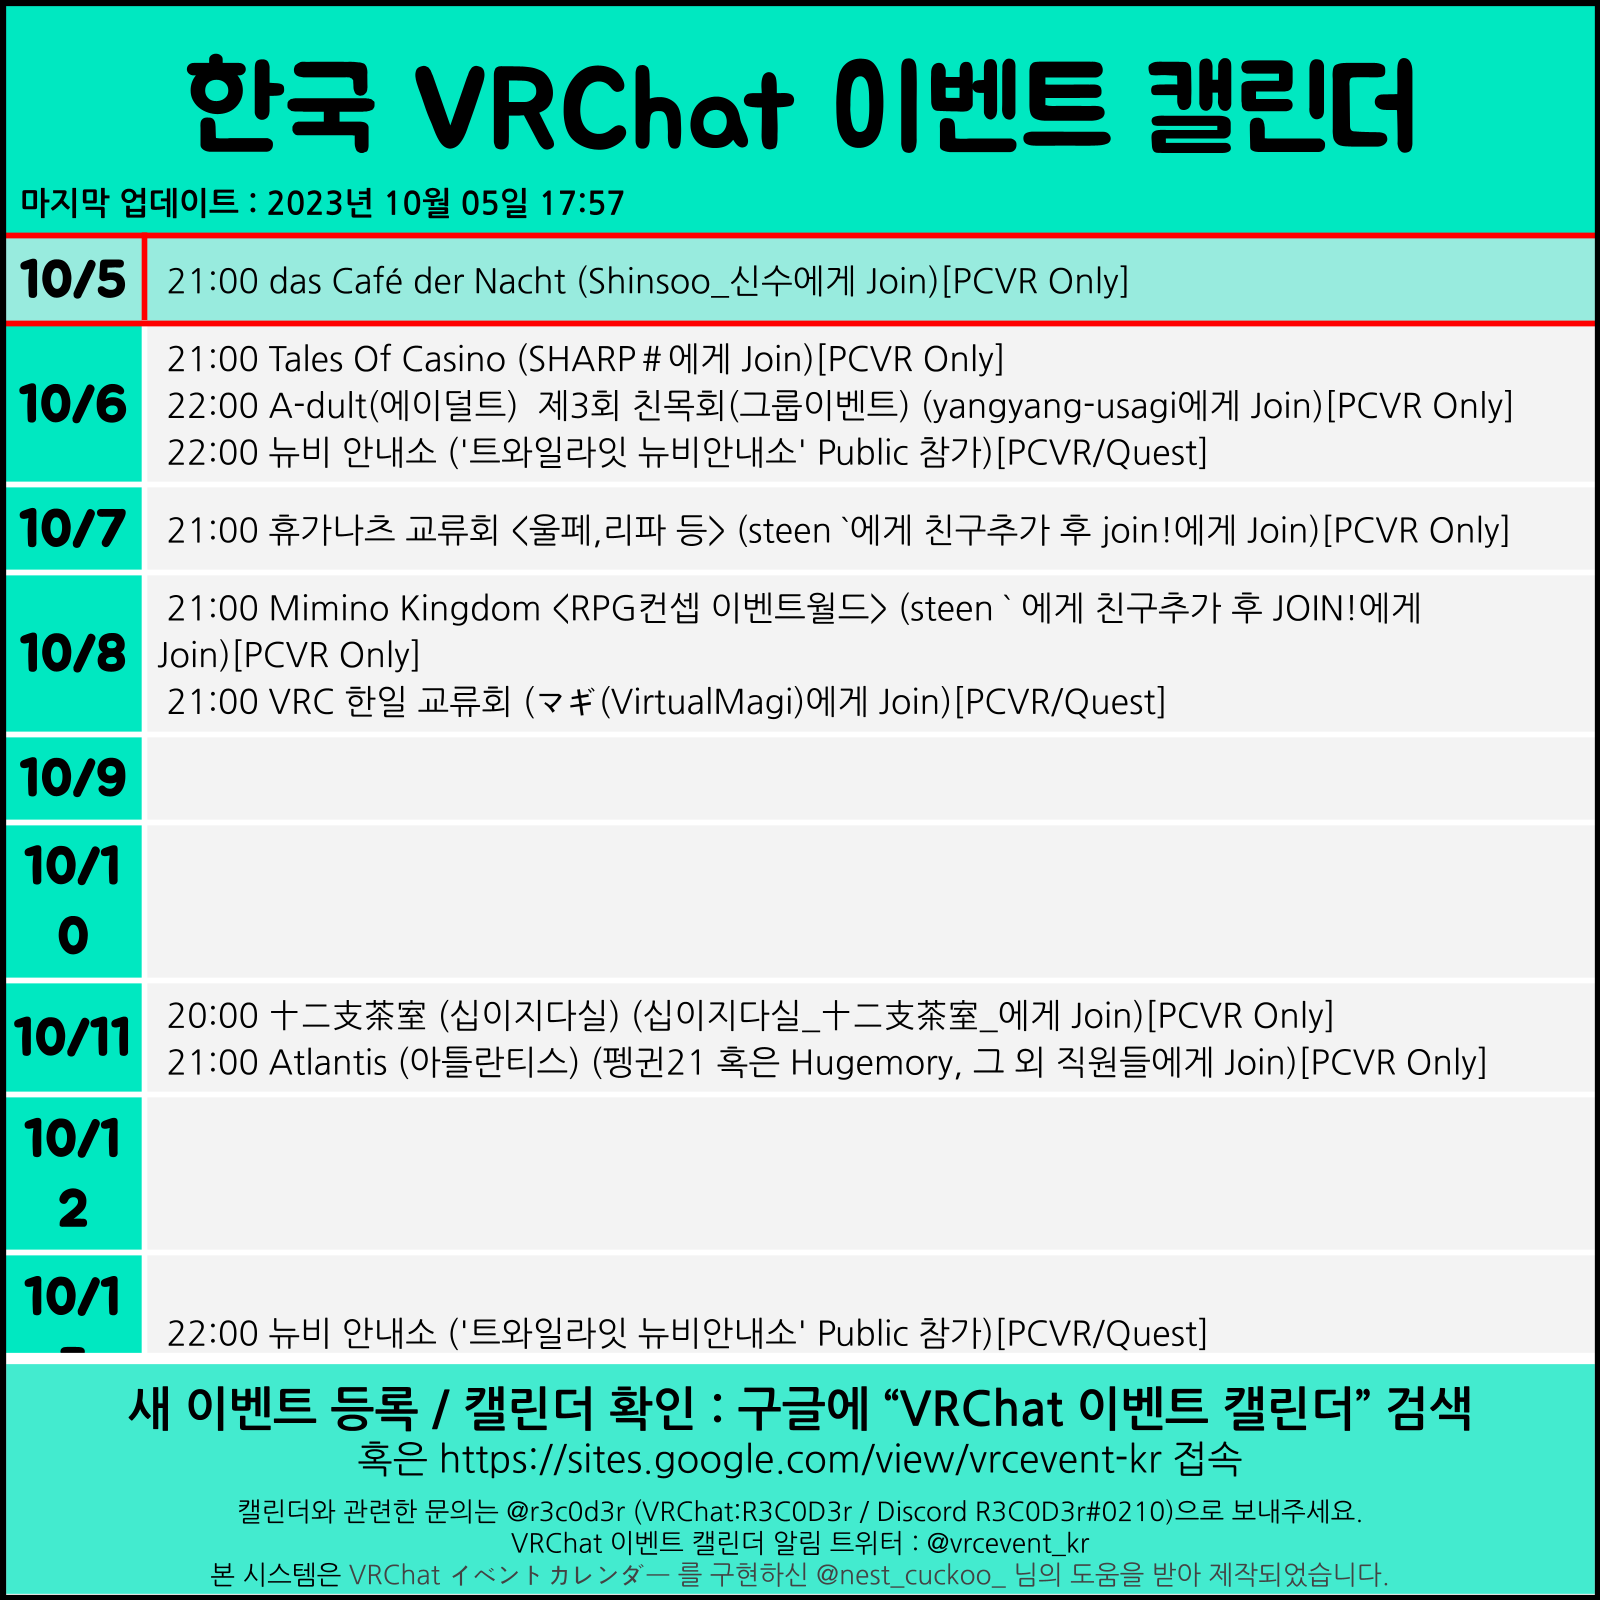 한국 VRChat 이벤트 캘린더
마지막 업데이트 : 2023년 10월 05일 17:57
10/5
21:00 das Café der Nacht (Shinsoo_신수에게 Join)[PCVR Only]
10/6
21:00 Tales Of Casino (SHARP＃에게 Join)[PCVR Only]
22:00 A-dult(에이덜트)  제3회 친목회(그룹이벤트) (yangyang-usagi에게 Join)[PCVR Only]
22:00 뉴비 안내소 ('트와일라잇 뉴비안내소' Public 참가)[PCVR/Quest]
10/7
21:00 휴가나츠 교류회 <울페,리파 등> (steen `에게 친구추가 후 join!에게 Join)[PCVR Only]
10/8
21:00 Mimino Kingdom <RPG컨셉 이벤트월드> (steen ` 에게 친구추가 후 JOIN!에게
Join)[PCVR Only]
21:00 VRC 한일 교류회 (マギ(VirtualMagi)에게 Join)[PCVR/Quest]
10/9
10/1
0
10/11
20:00 十二支茶室 (십이지다실) (십이지다실_十二支茶室_에게 Join)[PCVR Only]
21:00 Atlantis (아틀란티스) (펭귄21 혹은 Hugemory, 그 외 직원들에게 Join)[PCVR Only]
10/1
2
10/1
22:00 뉴비 안내소 ('트와일라잇 뉴비안내소' Public 참가)[PCVR/Quest]
새 이벤트 등록 / 캘린더 확인 : 구글에 “VRChat 이벤트 캘린더” 검색
혹은 https://sites.google.com/view/vrcevent-kr 접속
캘린더와 관련한 문의는 @r3c0d3r (VRChat:R3C0D3r / Discord R3C0D3r#0210)으로 보내주세요.
VRChat 이벤트 캘린더 알림 트위터 : @vrcevent_kr
본 시스템은 VRChat イベントカレンダー 를 구현하신 @nest_cuckoo_ 님의 도움을 받아 제작되었습니다.